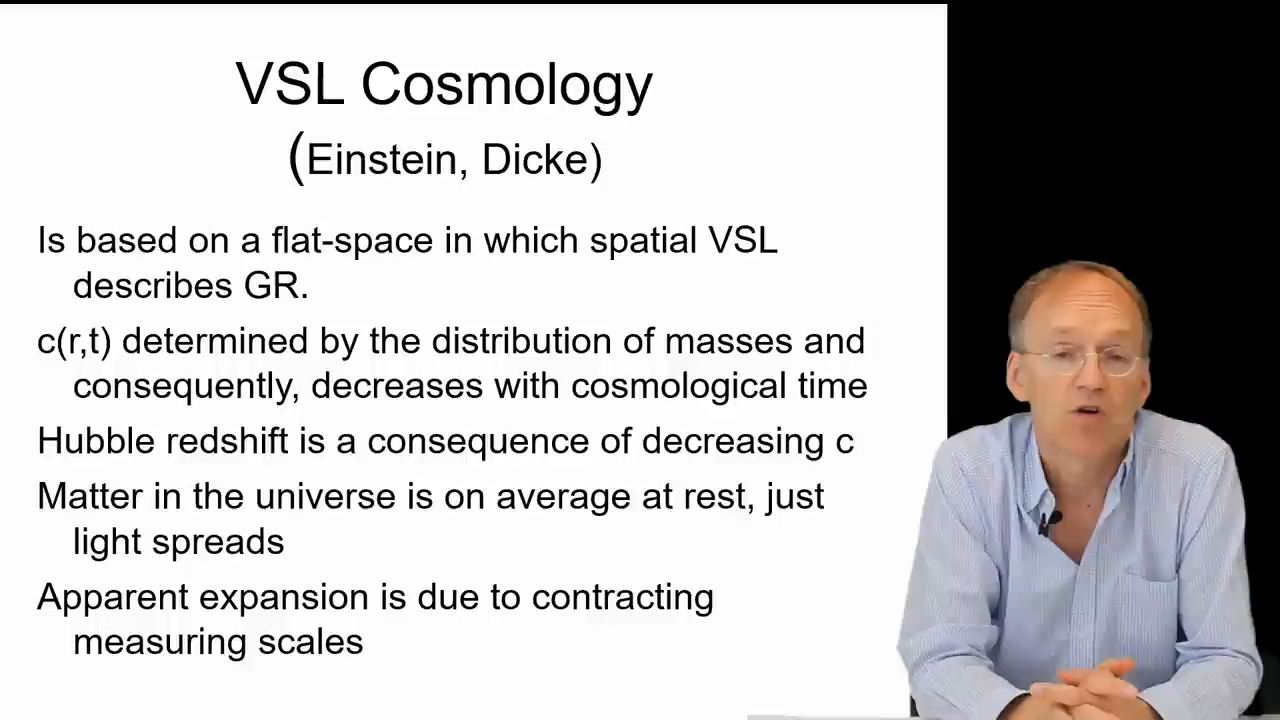 VSL Cosmology
(Einstein, Dicke)
Is based on a flat-space in which spatial VSL
describes GR.
c(r,t) determined by the distribution of masses and
consequently, decreases with cosmological time
Hubble redshift is a consequence of decreasing c
Matter in the universe is on average at rest, just
light spreads
Apparent expansion is due to contracting
measuring scales